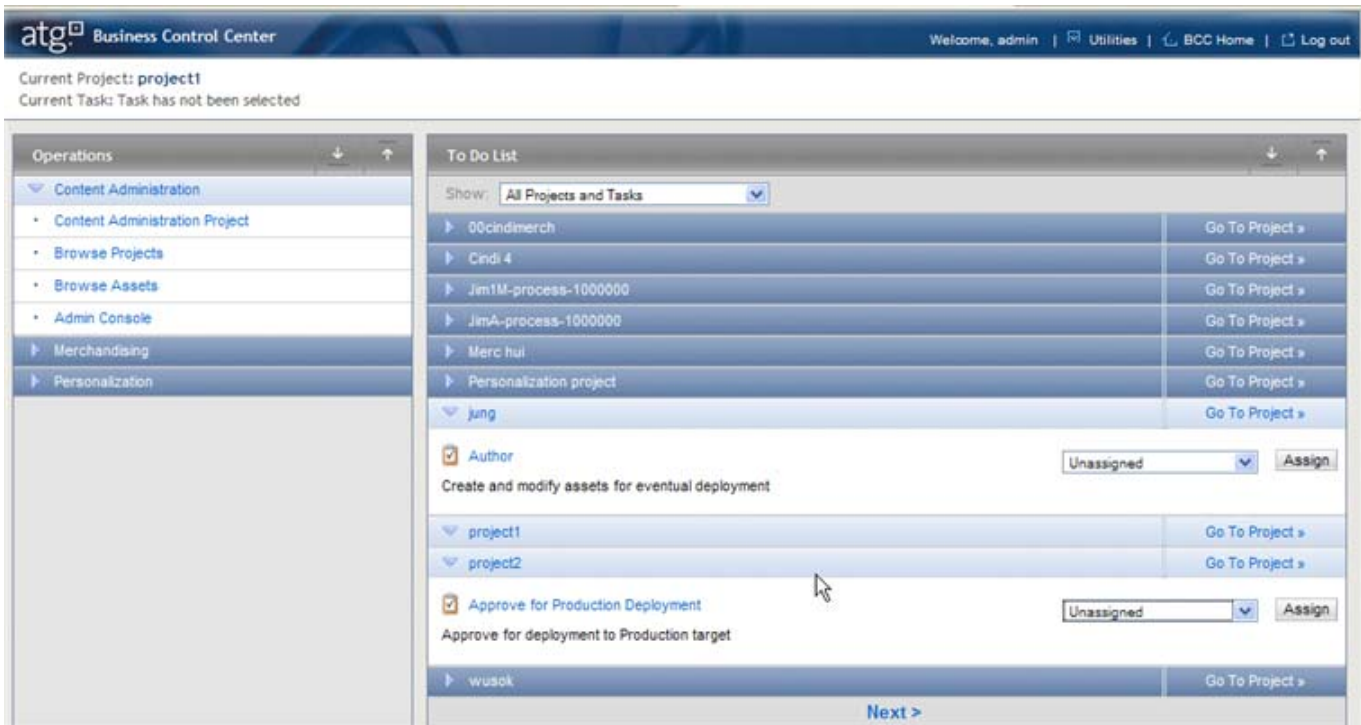 atg Business Control Center
Welcome, admin | Utilities | BCC Home | Log out
Current Project: project1
Current Task: Task has not been selected
Operations
Content Administration
Content Administration Project
Browse Projects
Browse Assets
Admin Console
Merchandising
Personalization
To Do List
Show: All Projects and Tasks
00cindimerch Go To Project »
Cindi 4 Go To Project »
Jim1M-process-1000000 Go To Project »
JimA-process-1000000 Go To Project »
Merc hui Go To Project »
Personalization project Go To Project »
jung Go To Project »
Author Unassigned Assign
Create and modify assets for eventual deployment
project1 Go To Project »
project2 Go To Project »
Approve for Production Deployment Unassigned Assign
Approve for deployment to Production target
wusok Go To Project »
Next >